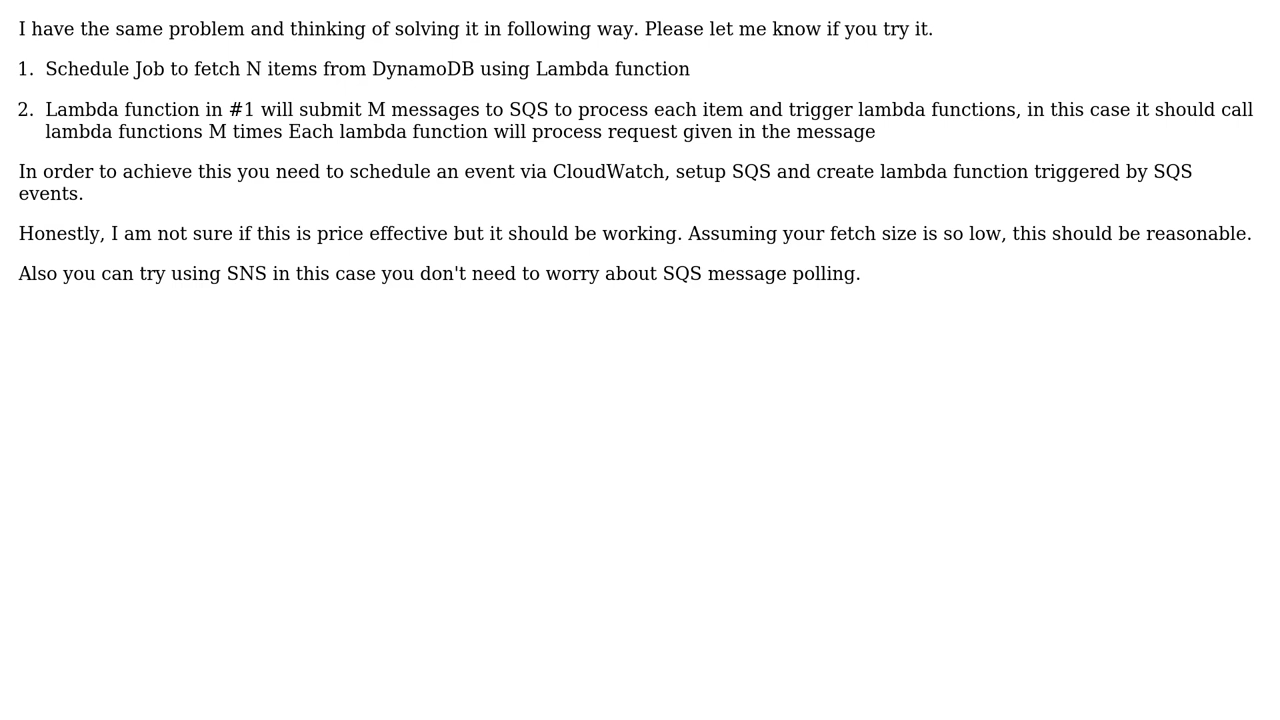 I have the same problem and thinking of solving it in following way. Please let me know if you try it.
1. Schedule Job to fetch N items from DynamoDB using Lambda function
2. Lambda function in #1 will submit M messages to SQS to process each item and trigger lambda functions, in this case it should call
lambda functions M times Each lambda function will process request given in the message
In order to achieve this you need to schedule an event via CloudWatch, setup SQS and create lambda function triggered by SQS
events.
Honestly, I am not sure if this is price effective but it should be working. Assuming your fetch size is so low, this should be reasonable.
Also you can try using SNS in this case you don't need to worry about SQS message polling.